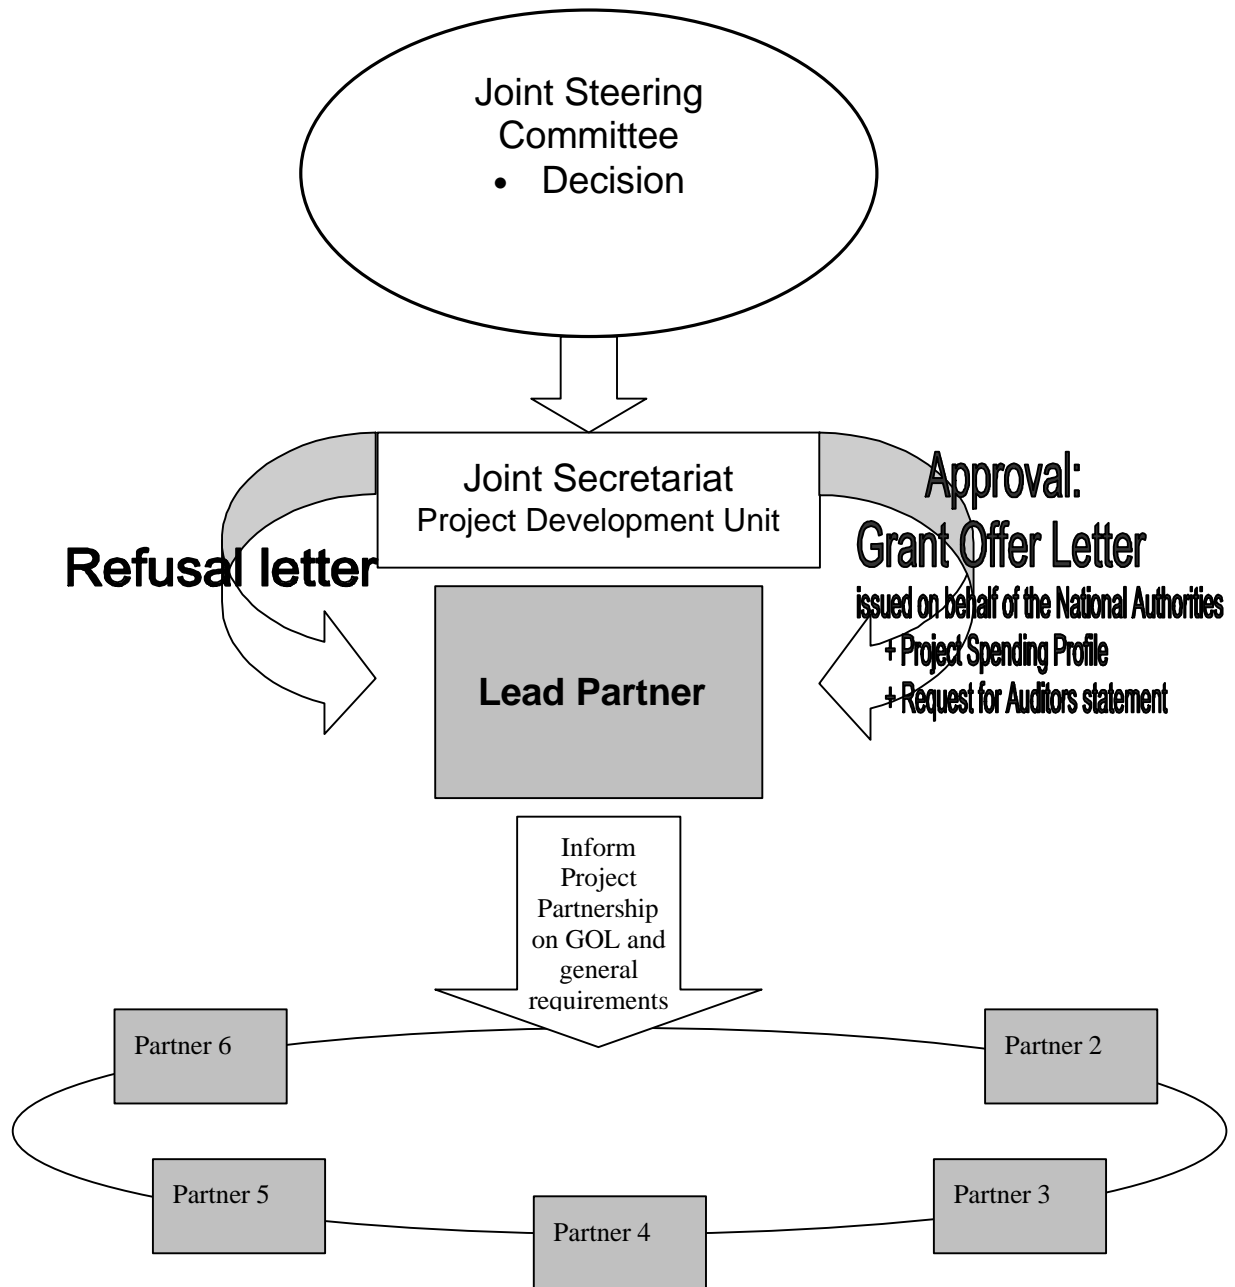 Joint Steering
Committee
• Decision
Joint Secretariat
Project Development Unit
Refusal letter
Approval:
Grant Offer Letter
issued on behalf of the National Authorities
+ Project Spending Profile
+ Request for Auditors statement
Lead Partner
Inform
Project
Partnership
on GOL and
general
requirements
Partner 6
Partner 2
Partner 5
Partner 3
Partner 4